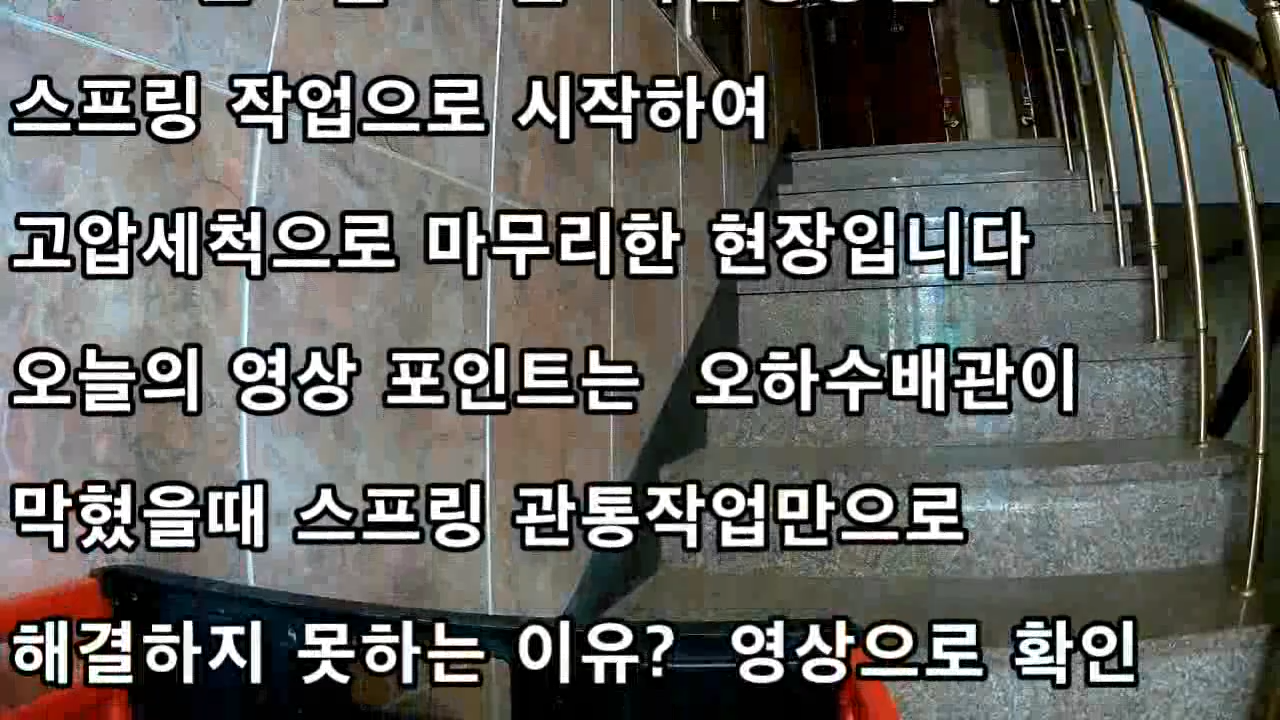 스프링 작업으로 시작하여
고압세척으로 마무리한 현장입니다
오늘의 영상 포인트는 오하수배관이
막혔을때 스프링 관통작업만으로
해결하지 못하는 이유? 영상으로 확인